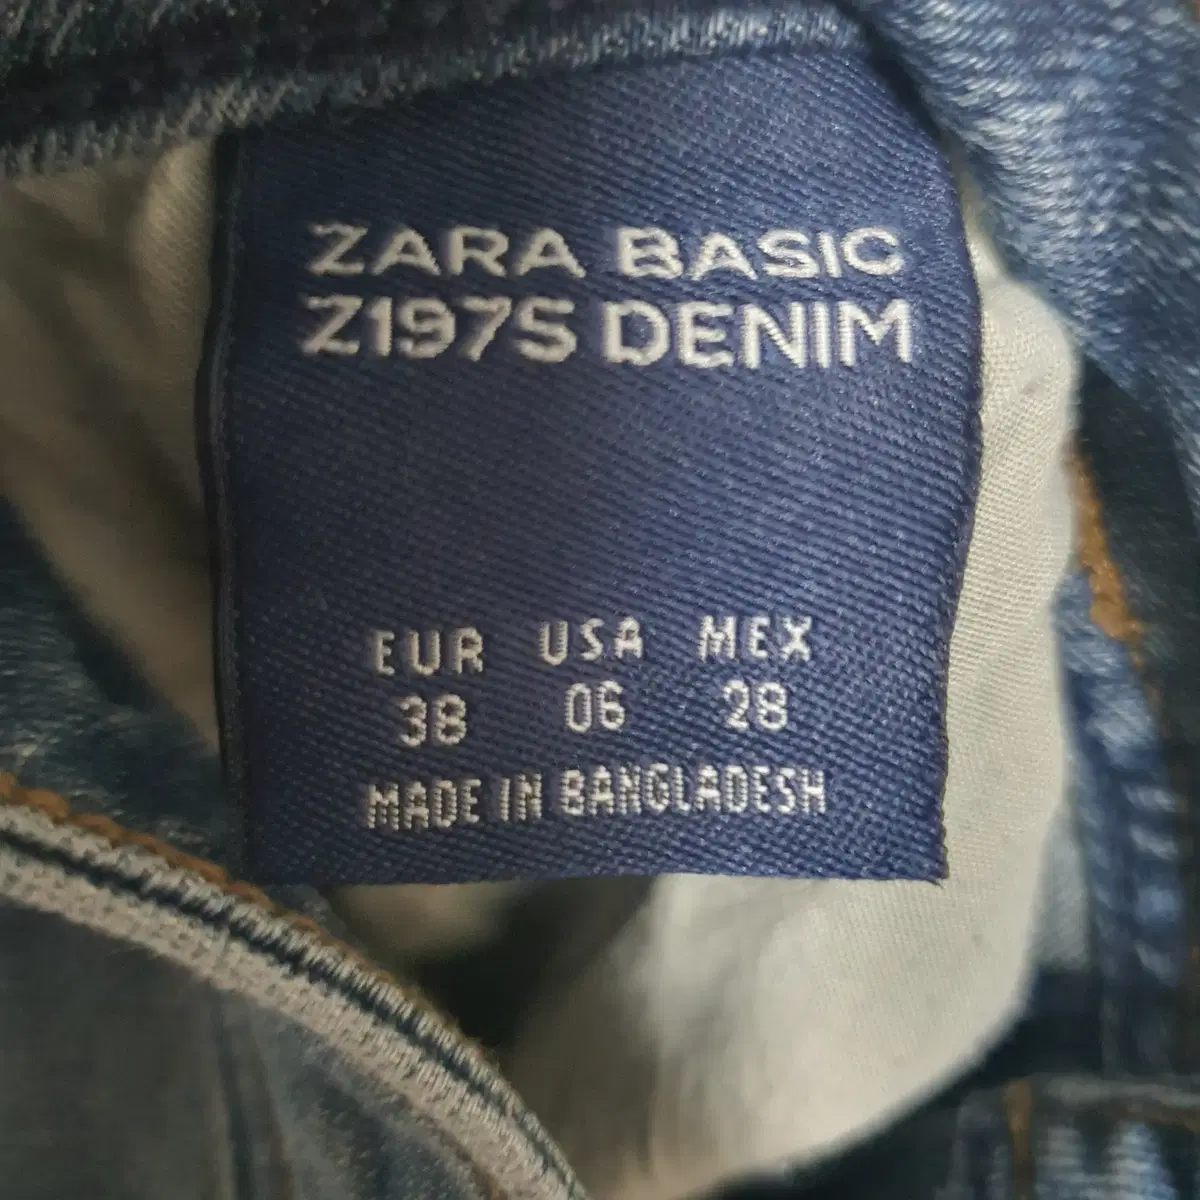 ZARA BASIC
Z1975 DENIM
EUR USA MEX
38 06 28
MADE IN BANGLADESH